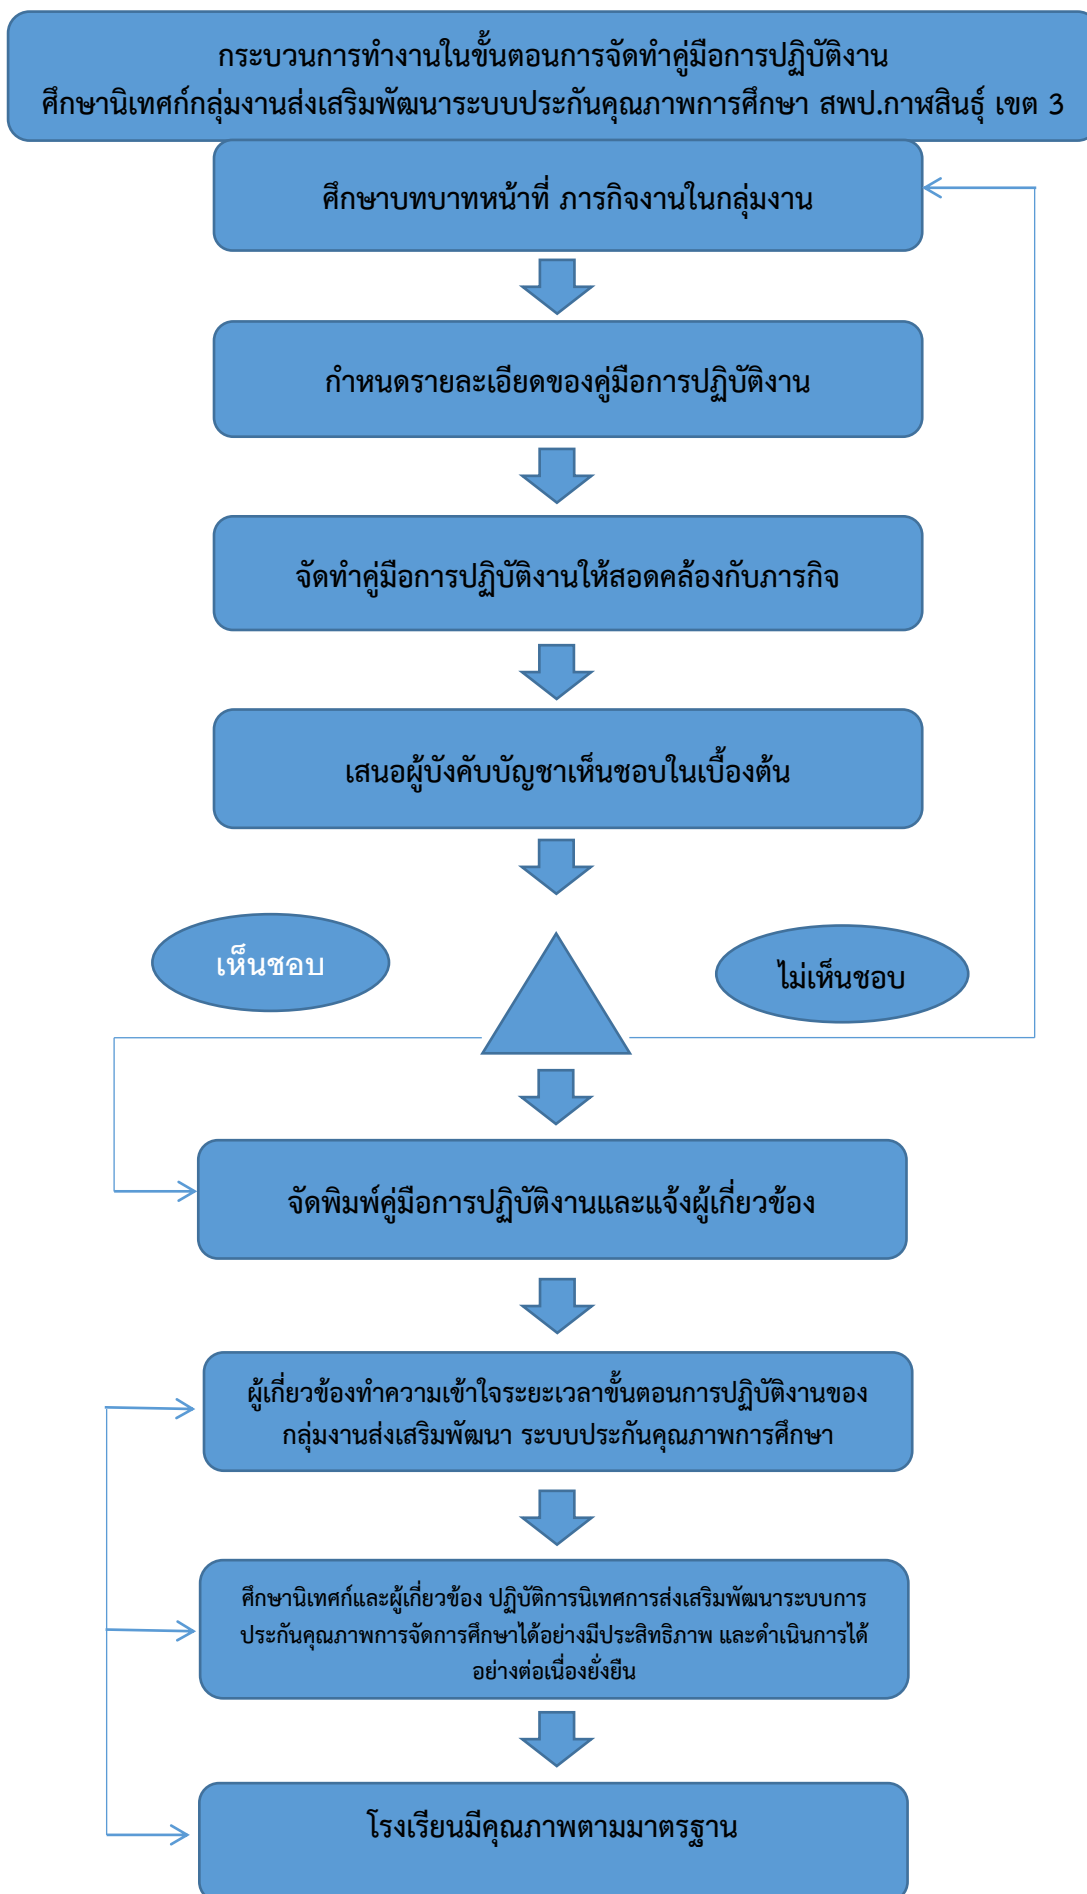 กระบวนการทำงานในขั้นตอนการจัดทำคู่มือการปฏิบัติงาน
ศึกษานิเทศก์กลุ่มงานส่งเสริมพัฒนาระบบประกันคุณภาพการศึกษา สพป.กาฬสินธุ์ เขต 3
ศึกษาบทบาทหน้าที่ ภารกิจงานในกลุ่มงาน
กำหนดรายละเอียดของคู่มือการปฏิบัติงาน
จัดทำคู่มือการปฏิบัติงานให้สอดคล้องกับภารกิจ
เสนอผู้บังคับบัญชาเห็นชอบในเบื้องต้น
เห็นชอบ
ไม่เห็นชอบ
จัดพิมพ์คู่มือการปฏิบัติงานและแจ้งผู้เกี่ยวข้อง
ผู้เกี่ยวข้องทำความเข้าใจระยะเวลาขั้นตอนการปฏิบัติงานของ
กลุ่มงานส่งเสริมพัฒนา ระบบประกันคุณภาพการศึกษา
ศึกษานิเทศก์และผู้เกี่ยวข้อง ปฏิบัติการนิเทศการส่งเสริมพัฒนาระบบการ
ประกันคุณภาพการจัดการศึกษาได้อย่างมีประสิทธิภาพ และดำเนินการได้
อย่างต่อเนื่องยั่งยืน
โรงเรียนมีคุณภาพตามมาตรฐาน